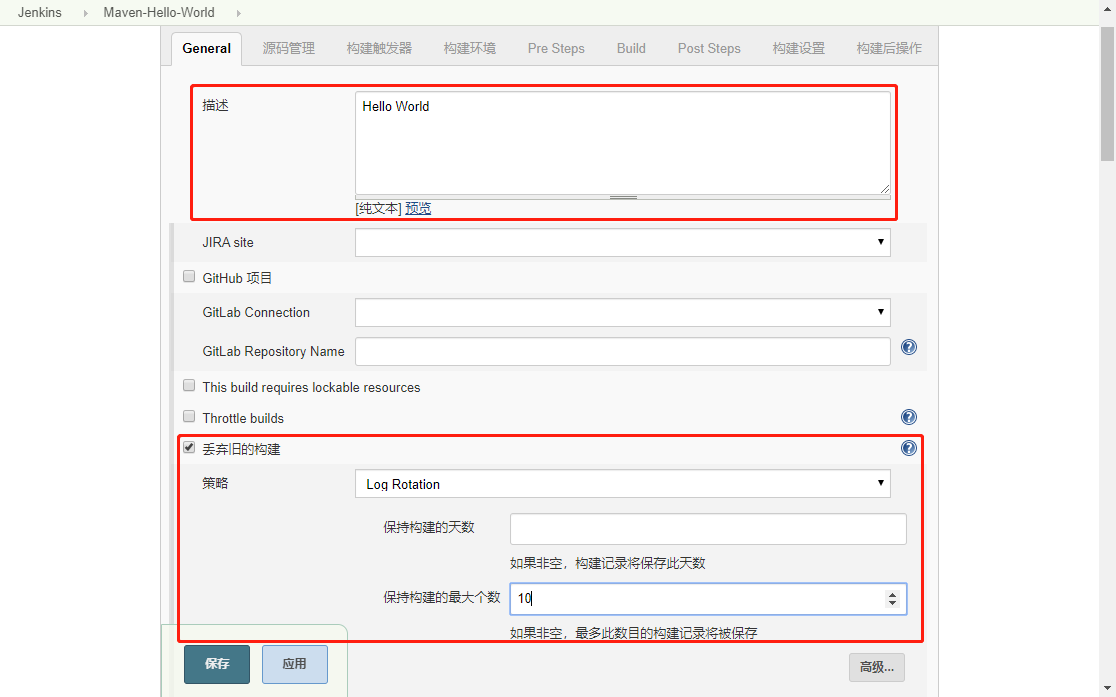 Jenkins Maven-Hello-World
General 源码管理 构建触发器 构建环境 Pre Steps Build Post Steps 构建设置 构建后操作
描述 Hello World
[纯文本] 预览
JIRA site
GitHub 项目
GitLab Connection
GitLab Repository Name
This build requires lockable resources
Throttle builds
丢弃旧的构建
策略 Log Rotation
保持构建的天数
如果非空，构建记录将保存此天数
保持构建的最大个数 10
如果非空，最多此数目的构建记录将被保存
保存 应用 高级...